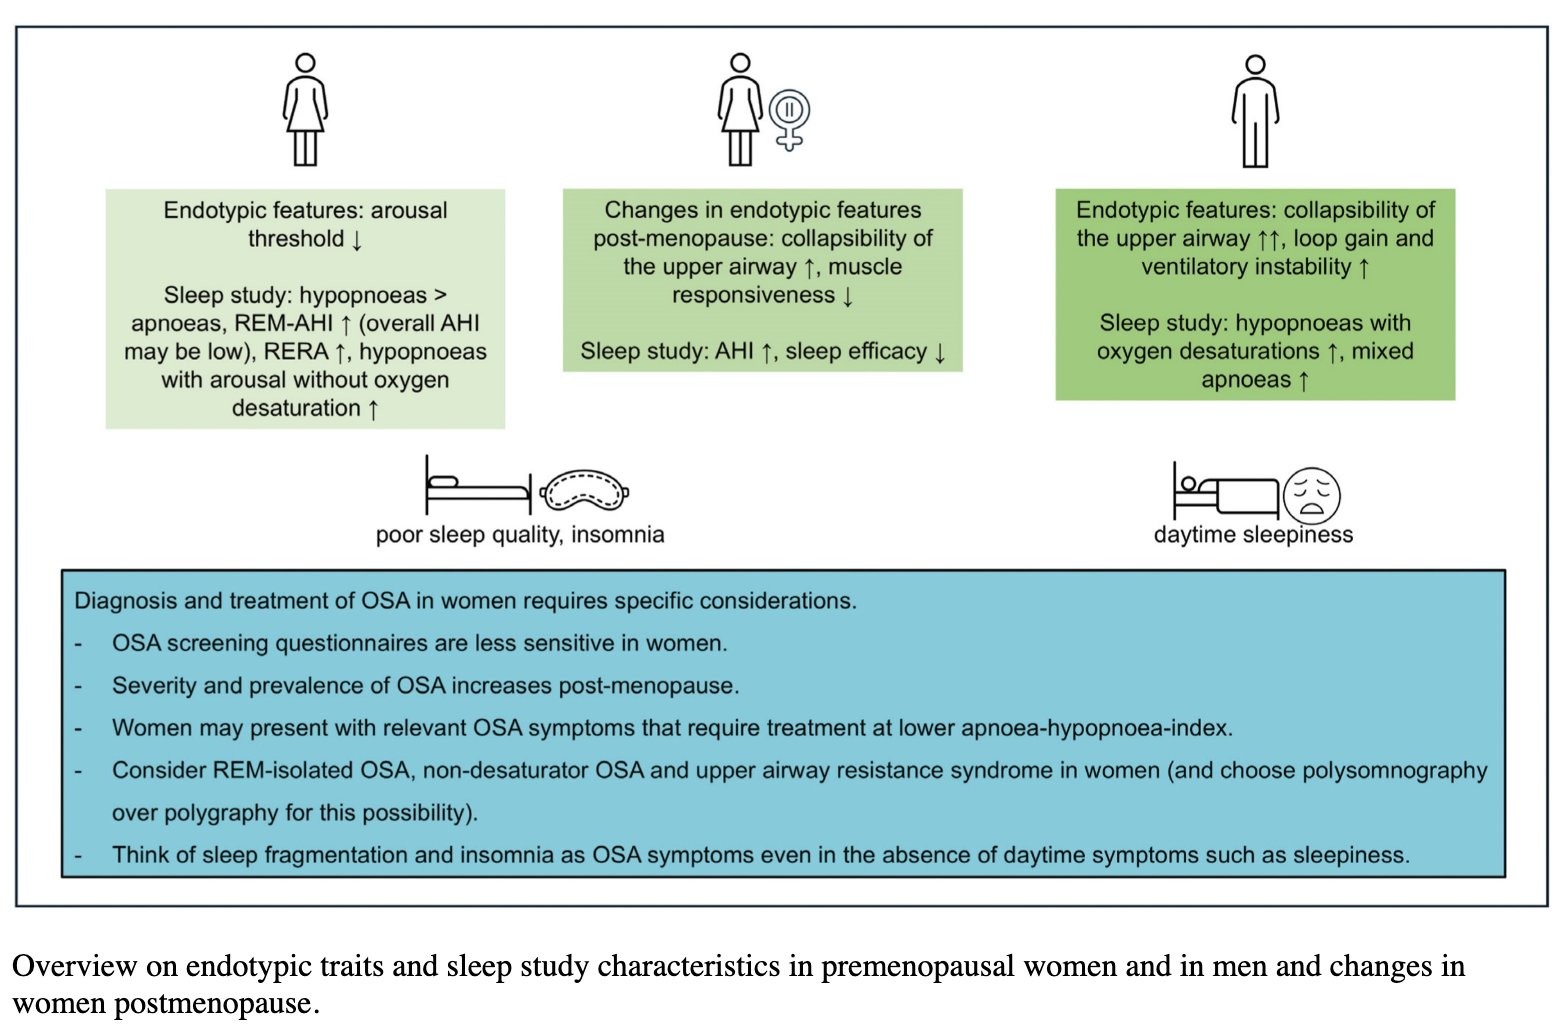 Endotypic features: arousal
threshold ↓
Sleep study: hypopnoeas >
apnoeas, REM-AHI ↑ (overall AHI
may be low), RERA ↑, hypopnoeas
with arousal without oxygen
desaturation ↑
Changes in endotypic features
post-menopause: collapsibility of
the upper airway ↑, muscle
responsiveness ↓
Sleep study: AHI ↑, sleep efficacy ↓
Endotypic features: collapsibility of
the upper airway ↑↑, loop gain and
ventilatory instability ↑
Sleep study: hypopnoeas with
oxygen desaturations ↑, mixed
apnoeas ↑
poor sleep quality, insomnia
daytime sleepiness
Diagnosis and treatment of OSA in women requires specific considerations.
- OSA screening questionnaires are less sensitive in women.
- Severity and prevalence of OSA increases post-menopause.
- Women may present with relevant OSA symptoms that require treatment at lower apnoea-hypopnoea-index.
- Consider REM-isolated OSA, non-desaturator OSA and upper airway resistance syndrome in women (and choose polysomnography
over polygraphy for this possibility).
- Think of sleep fragmentation and insomnia as OSA symptoms even in the absence of daytime symptoms such as sleepiness.
Overview on endotypic traits and sleep study characteristics in premenopausal women and in men and changes in
women postmenopause.